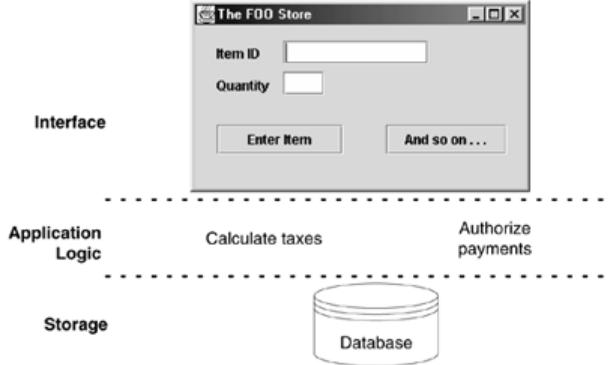 The FOO Store
Item ID
Quantity
Interface
Enter Item
And so on . . .
Application
Logic
Calculate taxes
Authorize
payments
Storage
Database